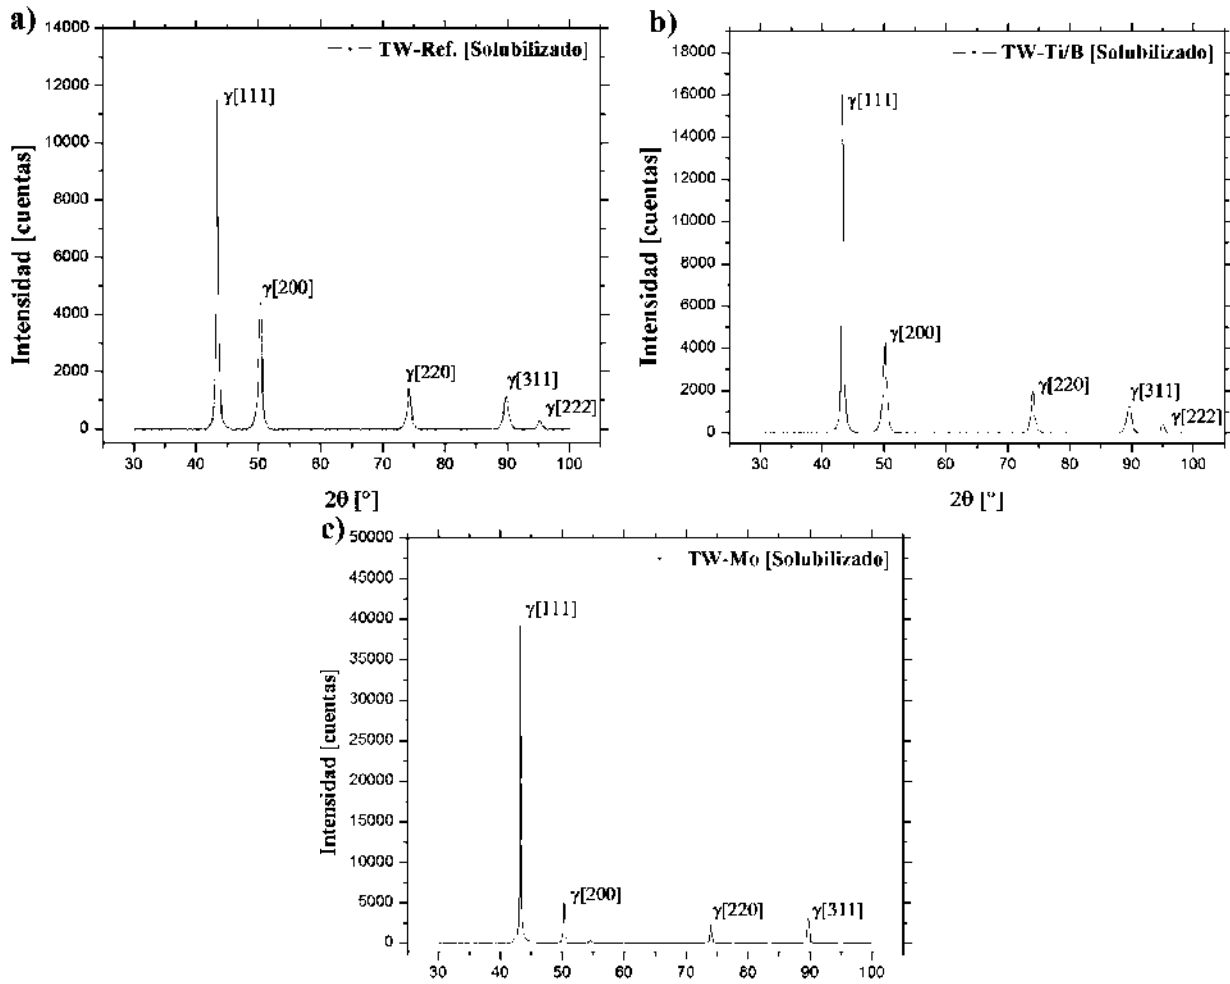 a)
TW-Ref. [Solubilizado]
γ[111]
γ[200]
γ[220]
γ[311]
γ[222]
Intensidad [cuentas]
14000
12000
10000
8000
6000
4000
2000
0
30 40 50 60 70 80 90 100
2θ [°]
b)
TW-Ti/B [Solubilizado]
γ[111]
γ[200]
γ[220]
γ[311]
γ[222]
Intensidad [cuentas]
18000
16000
14000
12000
10000
8000
6000
4000
2000
0
30 40 50 60 70 80 90 100
2θ [°]
c)
TW-Mo [Solubilizado]
γ[111]
γ[200]
γ[220]
γ[311]
Intensidad [cuentas]
50000
45000
40000
35000
30000
25000
20000
15000
10000
5000
0
30 40 50 60 70 80 90 100